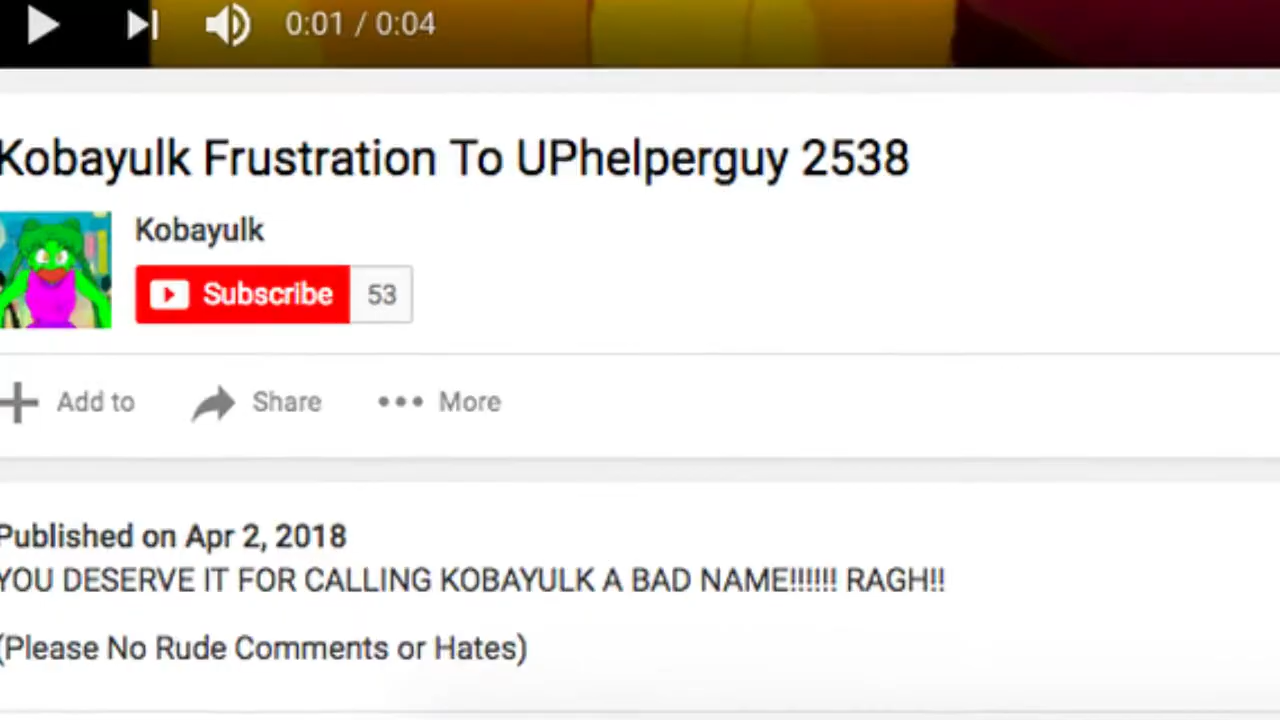 0:01 / 0:04
Kobayulk Frustration To UPhelperguy 2538
Kobayulk
Subscribe 53
Add to Share More
Published on Apr 2, 2018
YOU DESERVE IT FOR CALLING KOBAYULK A BAD NAME!!!!!! RAGH!!
(Please No Rude Comments or Hates)